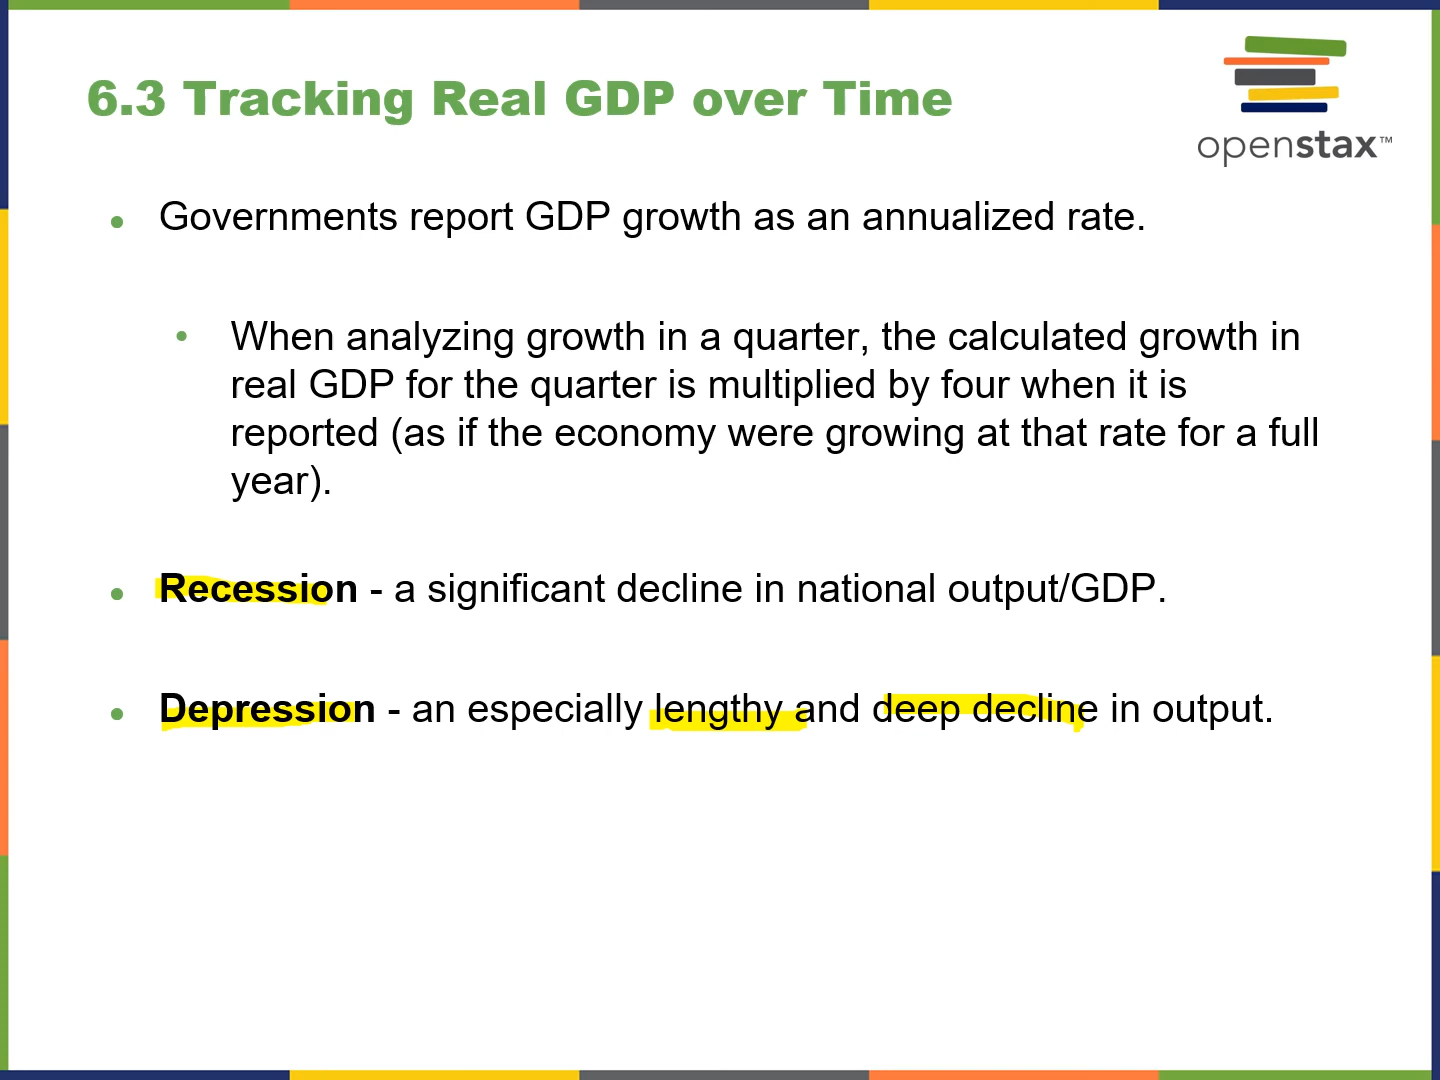 6.3 Tracking Real GDP over Time
openstax™
• Governments report GDP growth as an annualized rate.
• When analyzing growth in a quarter, the calculated growth in
real GDP for the quarter is multiplied by four when it is
reported (as if the economy were growing at that rate for a full
year).
• Recession - a significant decline in national output/GDP.
• Depression - an especially lengthy and deep decline in output.